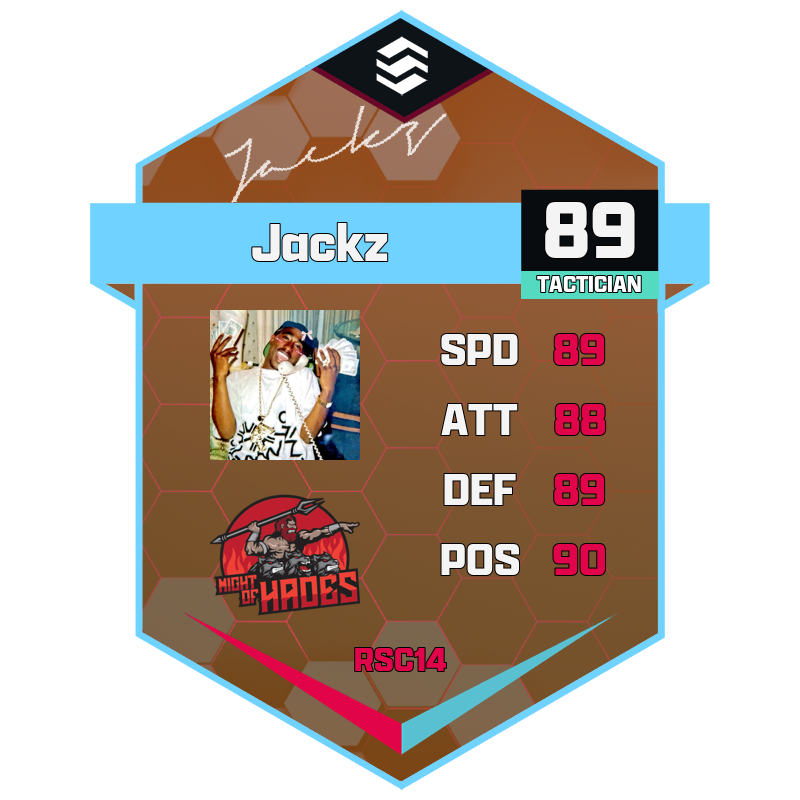 Jackz
Jackz
89
TACTICIAN
SPD 89
ATT 88
DEF 89
POS 90
MIGHT
OF HADES
RSC14